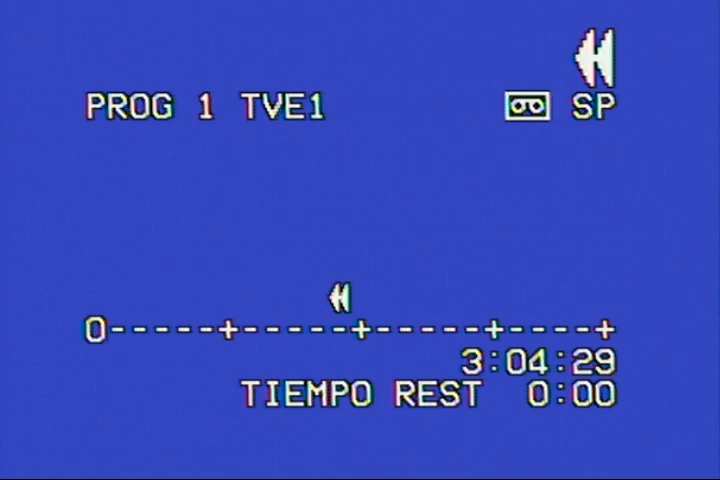 PROG 1 TVE1 SP
0-----+-----+-----+----+
3:04:29
TIEMPO REST 0:00